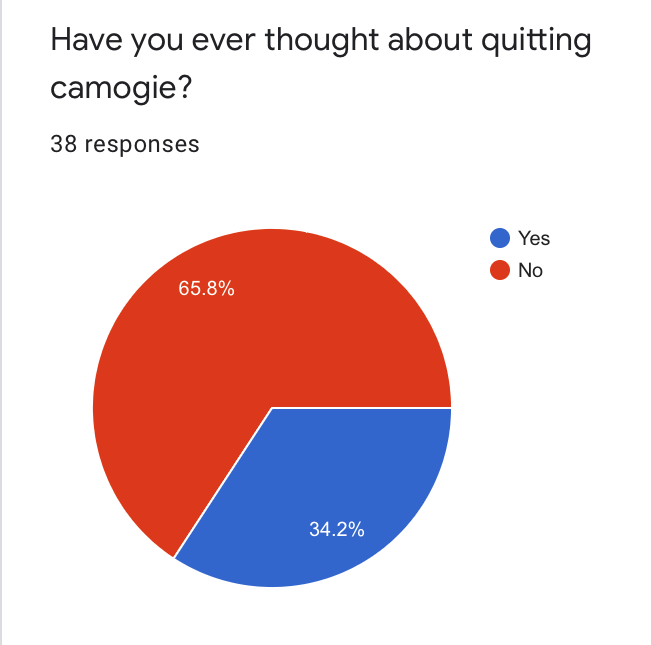 Have you ever thought about quitting
camogie?
38 responses
Yes
No
65.8%
34.2%